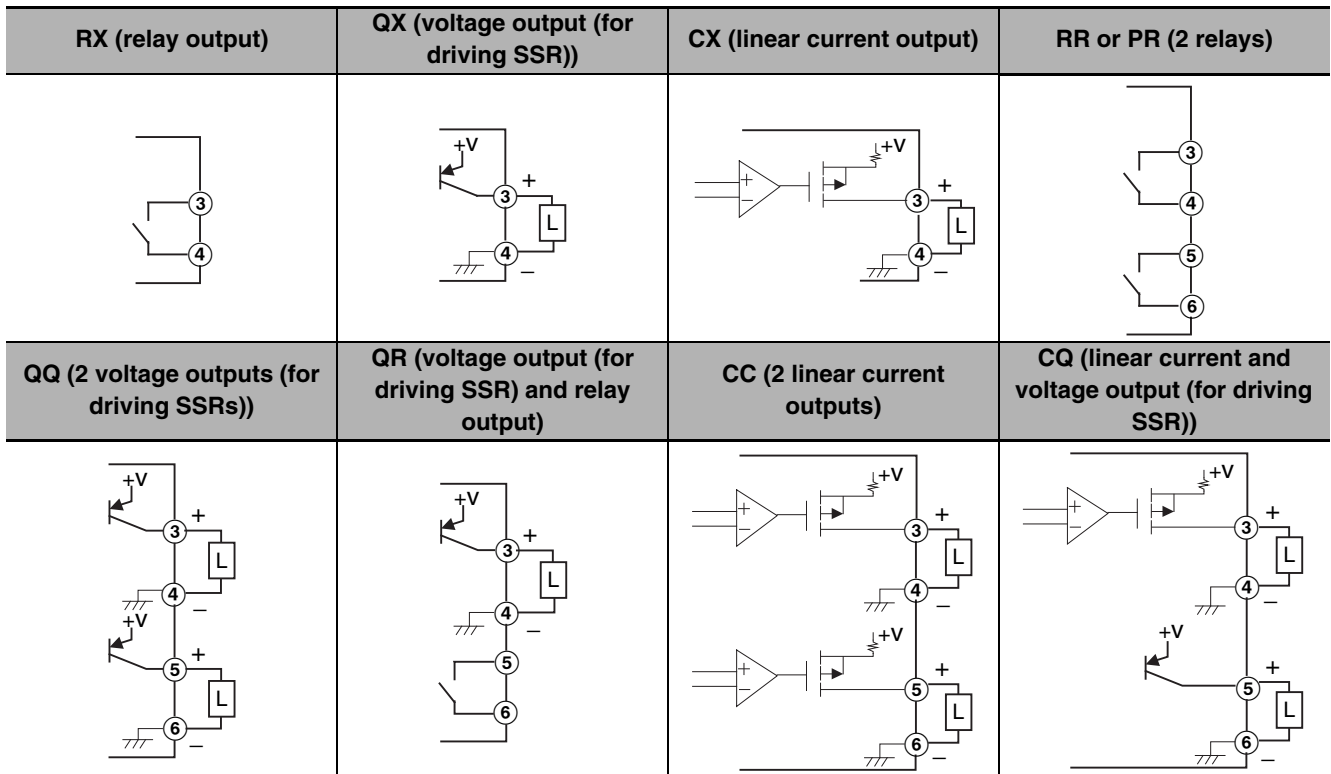 RX (relay output)
QX (voltage output (for
driving SSR))
CX (linear current output)
RR or PR (2 relays)
3
4
+V
3
+
L
4
–
+
–
+V
3
+
L
4
–
3
4
5
6
QQ (2 voltage outputs (for
driving SSRs))
QR (voltage output (for
driving SSR) and relay
output)
CC (2 linear current
outputs)
CQ (linear current and
voltage output (for driving
SSR))
+V
3
+
L
4
–
+V
5
+
L
6
–
+V
3
+
L
4
–
5
6
+
–
+V
3
+
L
4
–
+
–
+V
5
+
L
6
–
+
–
+V
3
+
L
4
–
+V
5
+
L
6
–